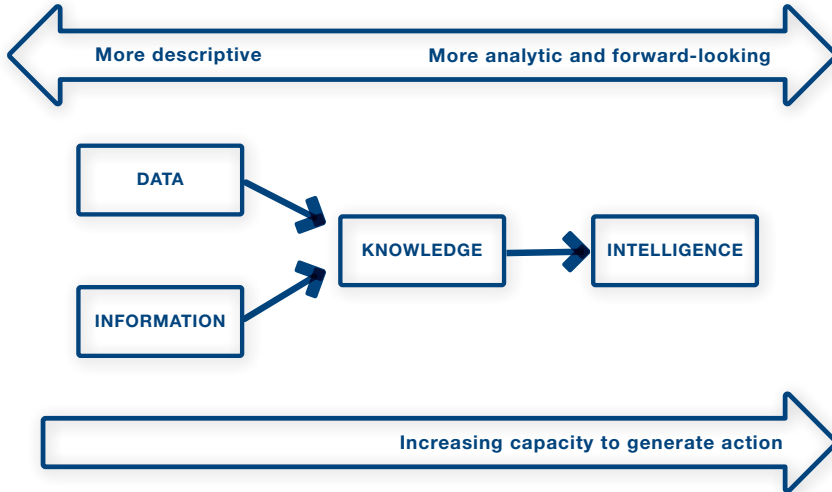 More descriptive
More analytic and forward-looking
DATA
KNOWLEDGE
INTELLIGENCE
INFORMATION
Increasing capacity to generate action